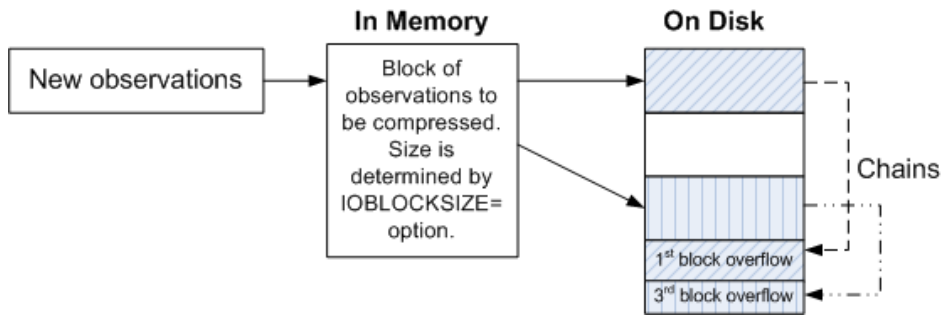 In Memory
On Disk
New observations
Block of
observations to
be compressed.
Size is
determined by
IOBLOCKSIZE=
option.
Chains
1st block overflow
3rd block overflow